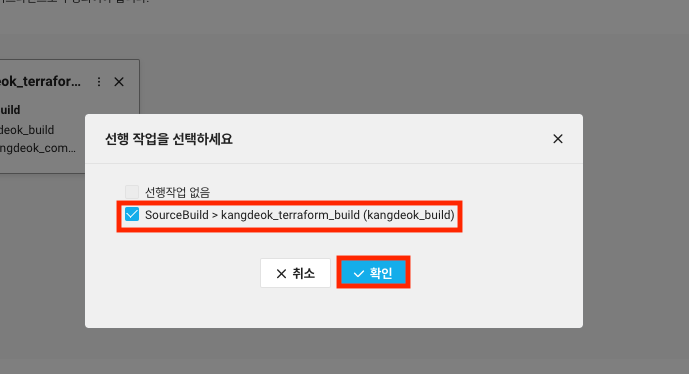 eok_terrafor...
uild
deok_build
ngdeok_com...
선행 작업을 선택하세요
선행작업 없음
SourceBuild > kangdeok_terraform_build (kangdeok_build)
취소
확인